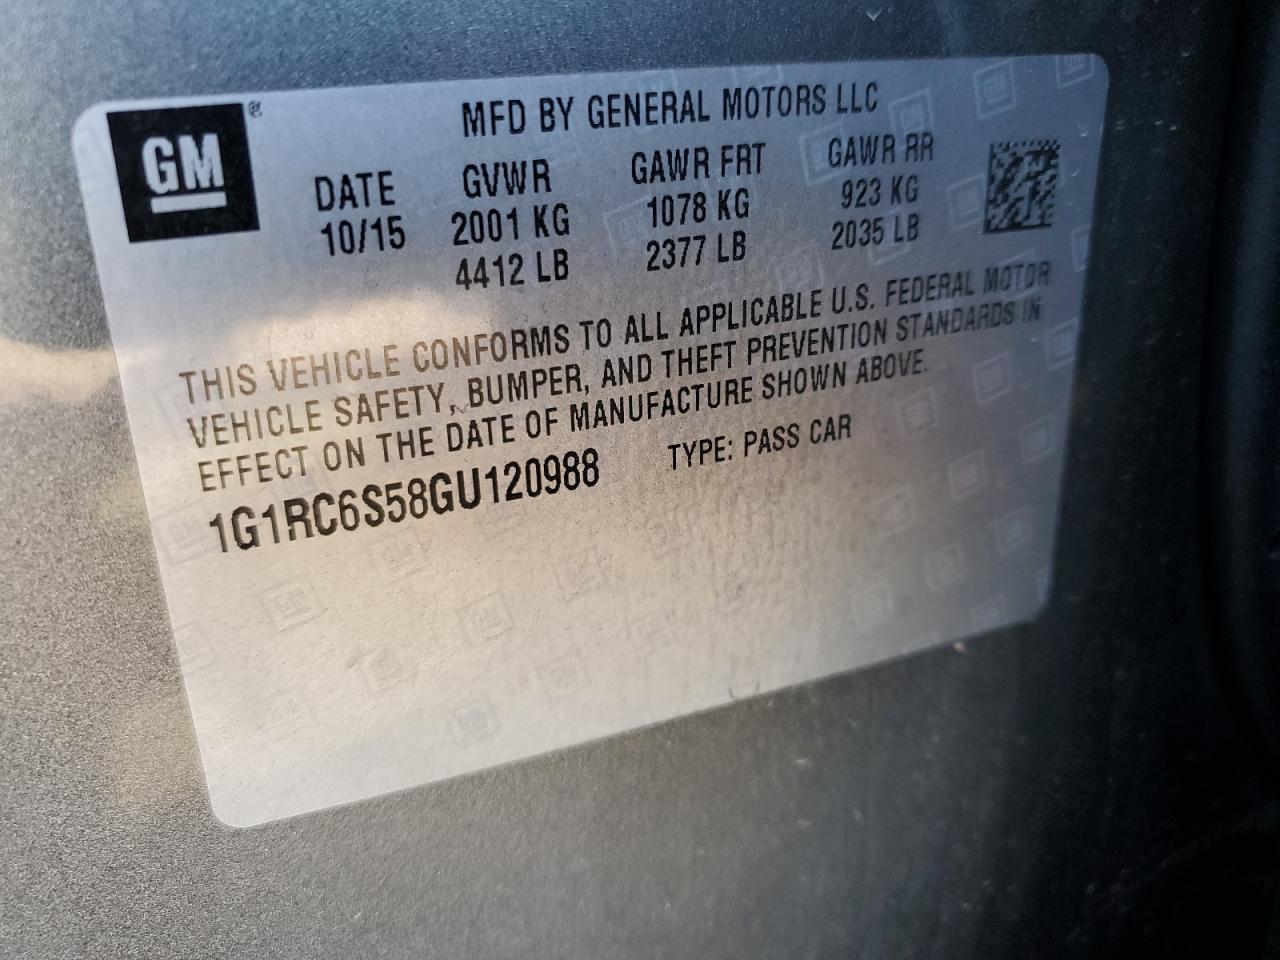 GM®
MFD BY GENERAL MOTORS LLC
DATE GVWR GAWR FRT GAWR RR
10/15 2001 KG 1078 KG 923 KG
4412 LB 2377 LB 2035 LB
THIS VEHICLE CONFORMS TO ALL APPLICABLE U.S. FEDERAL MOTOR
VEHICLE SAFETY, BUMPER, AND THEFT PREVENTION STANDARDS IN
EFFECT ON THE DATE OF MANUFACTURE SHOWN ABOVE.
1G1RC6S58GU120988 TYPE: PASS CAR